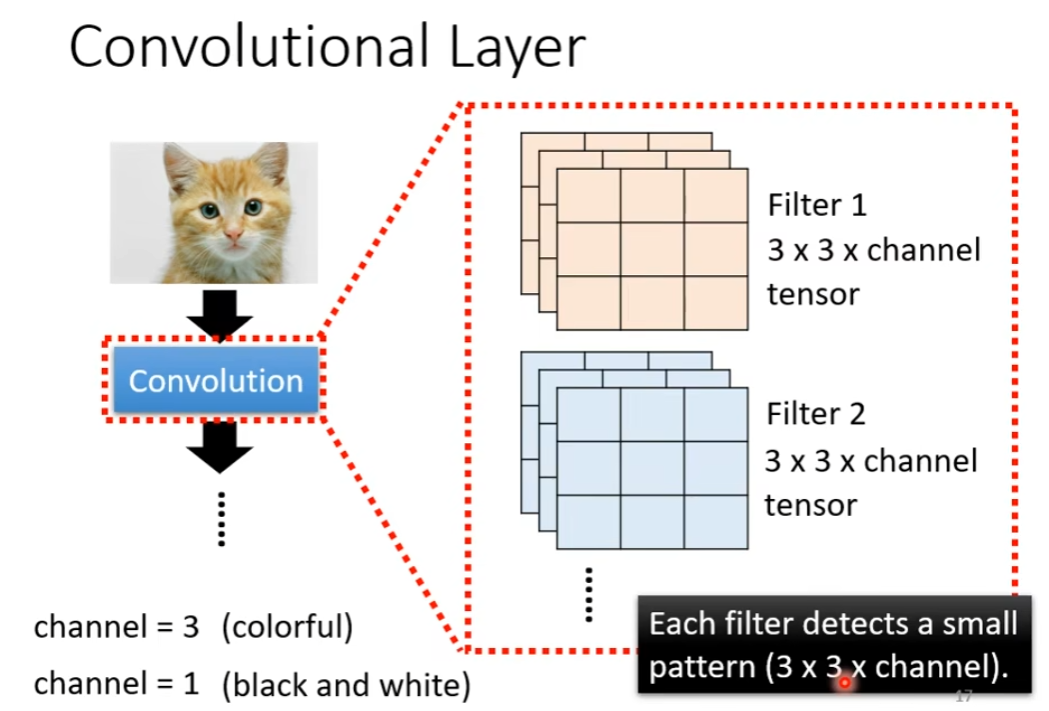 Convolutional Layer
Filter 1
3 x 3 x channel
tensor
Convolution
Filter 2
3 x 3 x channel
tensor
channel = 3 (colorful)
channel = 1 (black and white)
Each filter detects a small
pattern (3 x 3 x channel).
17